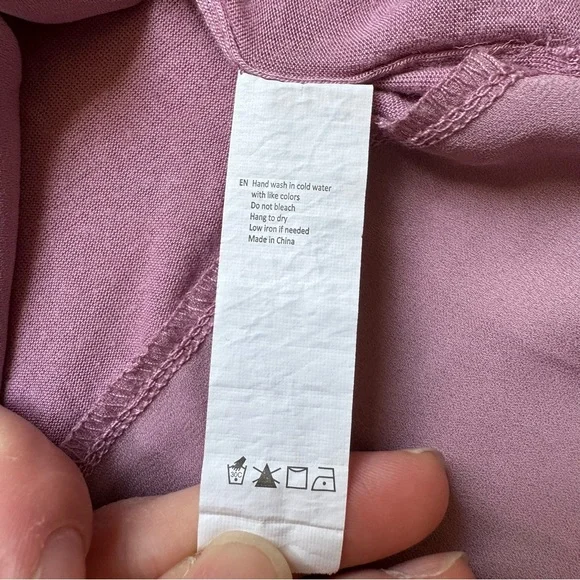 EN Hand wash in cold water
with like colors
Do not bleach
Hang to dry
Low iron if needed
Made in China
30C